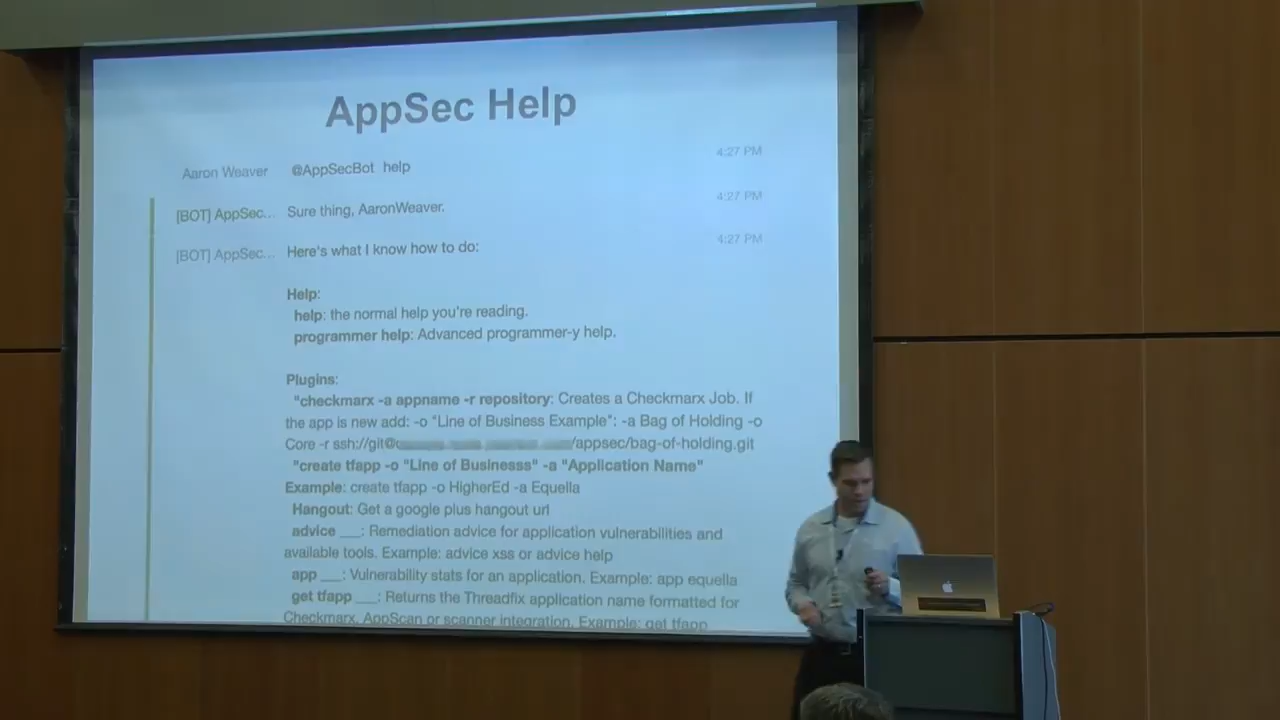 AppSec Help
Aaron Weaver @AppSecBot help 4:27 PM
[BOT] AppSec... Sure thing, AaronWeaver. 4:27 PM
[BOT] AppSec... Here's what I know how to do: 4:27 PM
Help:
help: the normal help you're reading.
programmer help: Advanced programmer-y help.
Plugins:
"checkmarx -a appname -r repository: Creates a Checkmarx Job. If
the app is new add: -o "Line of Business Example": -a Bag of Holding -o
Core -r ssh://git@ /appsec/bag-of-holding.git
"create tfapp -o "Line of Businesss" -a "Application Name"
Example: create tfapp -o HigherEd -a Equella
Hangout: Get a google plus hangout url
advice ___: Remediation advice for application vulnerabilities and
available tools. Example: advice xss or advice help
app ___: Vulnerability stats for an application. Example: app equella
get tfapp ___: Returns the Threadfix application name formatted for
Checkmarx, AppScan or scanner integration. Example: get tfapp